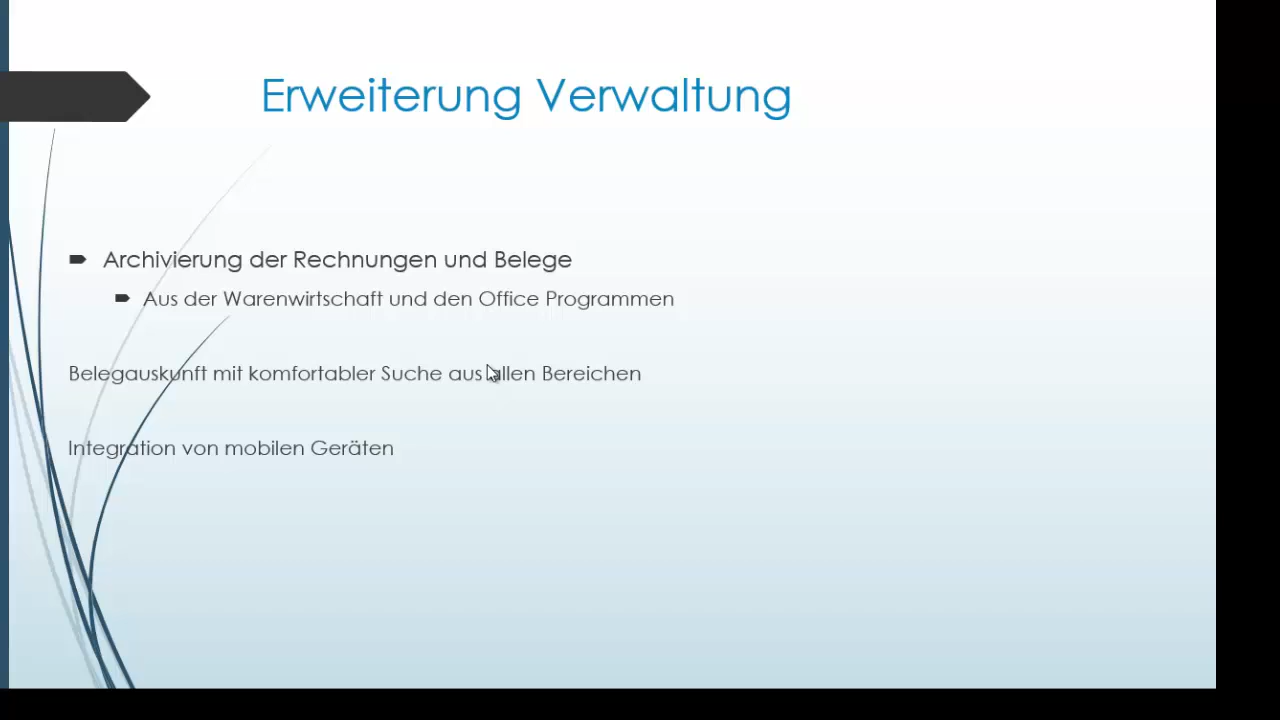 Erweiterung Verwaltung
Archivierung der Rechnungen und Belege
Aus der Warenwirtschaft und den Office Programmen
Belegauskunft mit komfortabler Suche aus allen Bereichen
Integration von mobilen Geräten